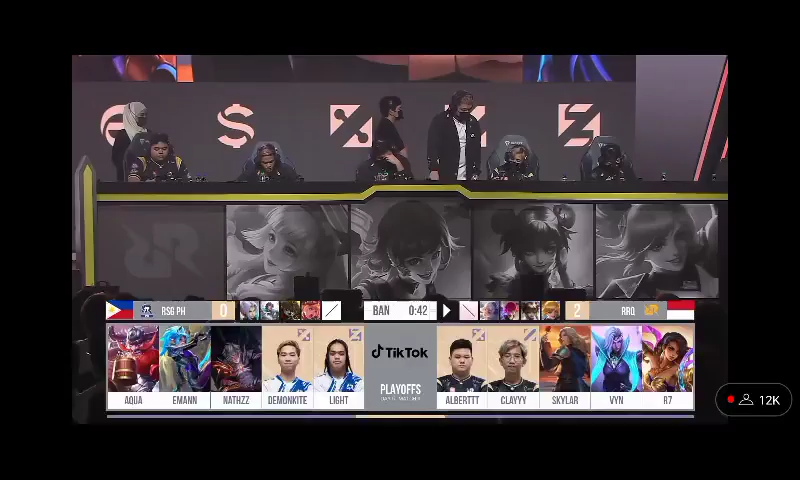 RSG PH
0
BAN
0:42
2
RRQ
AQUA
EMANN
NATHZZ
DEMONKITE
LIGHT
TikTok
PLAYOFFS
ALBERTTT
CLAYYY
SKYLAR
VYN
R7
12K